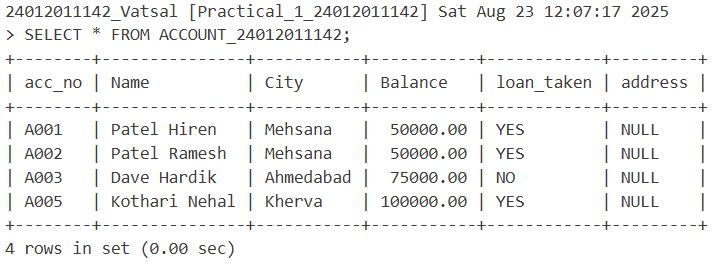 24012011142_Vatsal [Practical_1_24012011142] Sat Aug 23 12:07:17 2025
> SELECT * FROM ACCOUNT_24012011142;
+--------+---------------+-----------+-----------+------------+---------+
| acc_no | Name          | City      | Balance   | loan_taken | address |
+--------+---------------+-----------+-----------+------------+---------+
| A001   | Patel Hiren   | Mehsana   |  50000.00 | YES        | NULL    |
| A002   | Patel Ramesh  | Mehsana   |  50000.00 | YES        | NULL    |
| A003   | Dave Hardik   | Ahmedabad |  75000.00 | NO         | NULL    |
| A005   | Kothari Nehal | Kherva    | 100000.00 | YES        | NULL    |
+--------+---------------+-----------+-----------+------------+---------+
4 rows in set (0.00 sec)